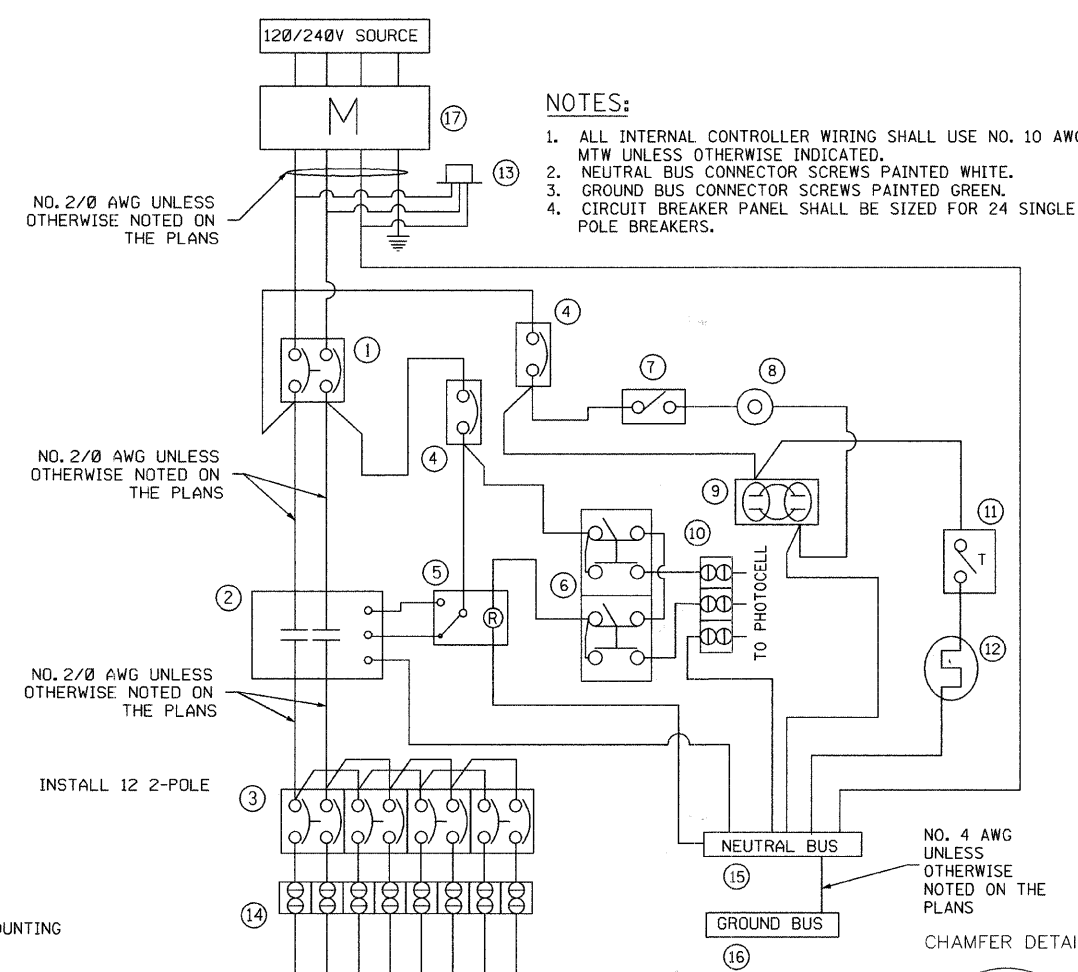 120/240V SOURCE
M
17
13
NO. 2/0 AWG UNLESS
OTHERWISE NOTED ON
THE PLANS
NOTES:
1. ALL INTERNAL CONTROLLER WIRING SHALL USE NO. 10 AWG
MTW UNLESS OTHERWISE INDICATED.
2. NEUTRAL BUS CONNECTOR SCREWS PAINTED WHITE.
3. GROUND BUS CONNECTOR SCREWS PAINTED GREEN.
4. CIRCUIT BREAKER PANEL SHALL BE SIZED FOR 24 SINGLE
POLE BREAKERS.
1
4
7
8
4
NO. 2/0 AWG UNLESS
OTHERWISE NOTED ON
THE PLANS
9
10
11
T
2
5
R
6
TO PHOTOCELL
12
NO. 2/0 AWG UNLESS
OTHERWISE NOTED ON
THE PLANS
INSTALL 12 2-POLE
3
NEUTRAL BUS
15
NO. 4 AWG
UNLESS
OTHERWISE
NOTED ON THE
PLANS
14
GROUND BUS
16
OUNTING
CHAMFER DETAI